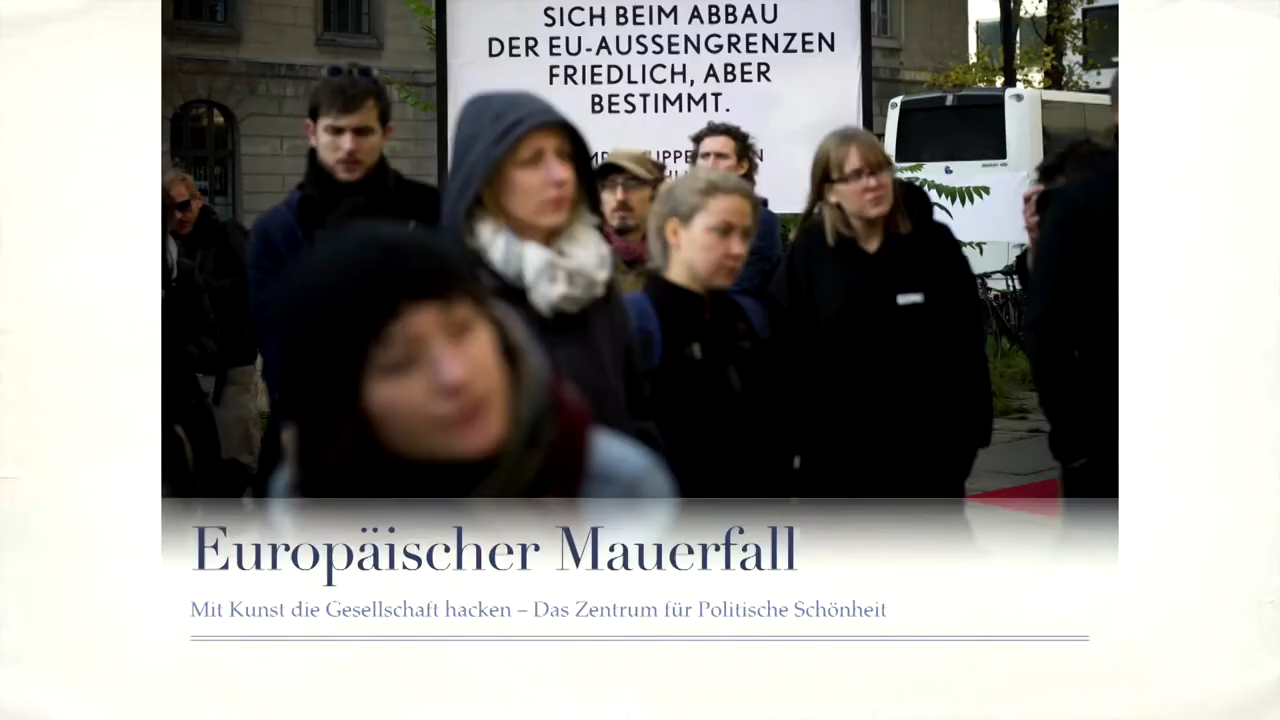 SICH BEIM ABBAU
DER EU-AUSSENGRENZEN
FRIEDLICH, ABER
BESTIMMT.
Europäischer Mauerfall
Mit Kunst die Gesellschaft hacken – Das Zentrum für Politische Schönheit